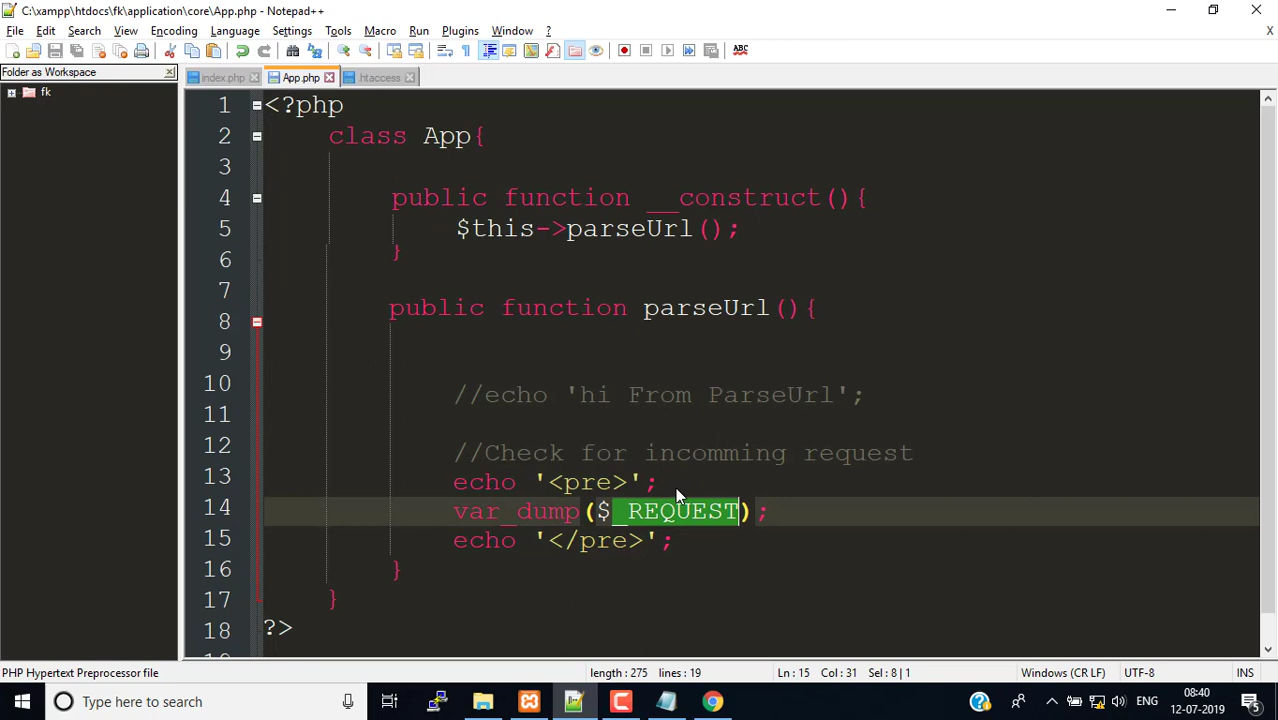 C:\xampp\htdocs\fk\application\core\App.php - Notepad++
File Edit Search View Encoding Language Settings Tools Macro Run Plugins Window ?
X
ABC
Folder as Workspace
index.php App.php .htaccess
fk
1 <?php
2 class App{
3
4 public function __construct(){
5 $this->parseUrl();
6 }
7
8 public function parseUrl(){
9
10 //echo 'hi From ParseUrl';
11
12 //Check for incomming request
13 echo '<pre>';
14 var_dump($_REQUEST);
15 echo '</pre>';
16 }
17 }
18 ?>
PHP Hypertext Preprocessor file length : 275 lines : 19 Ln : 15 Col : 31 Sel : 8 | 1 Windows (CR LF) UTF-8 INS
Type here to search
ENG
08:40
12-07-2019
5